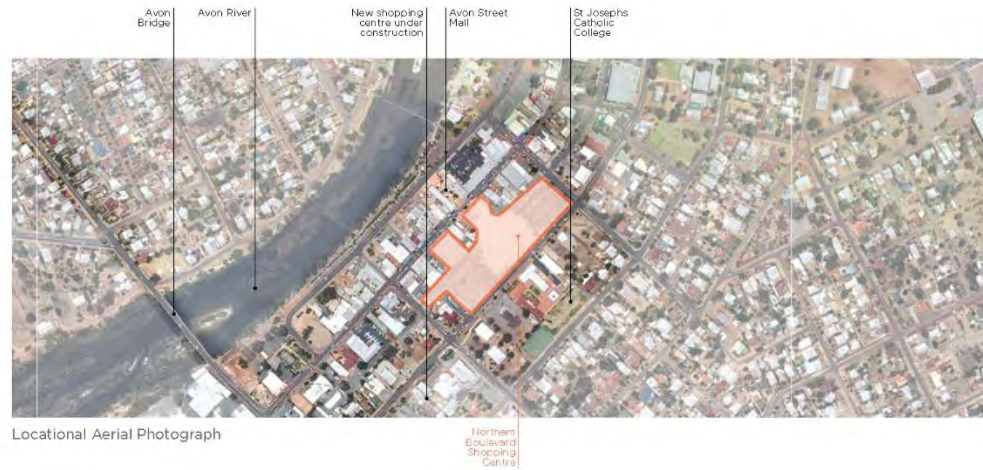 Avon
Bridge
Avon River
New shopping
centre under
construction
Avon Street
Mall
St Josephs
Catholic
College
Locational Aerial Photograph
Northam
Boulevard
Shopping
Centre